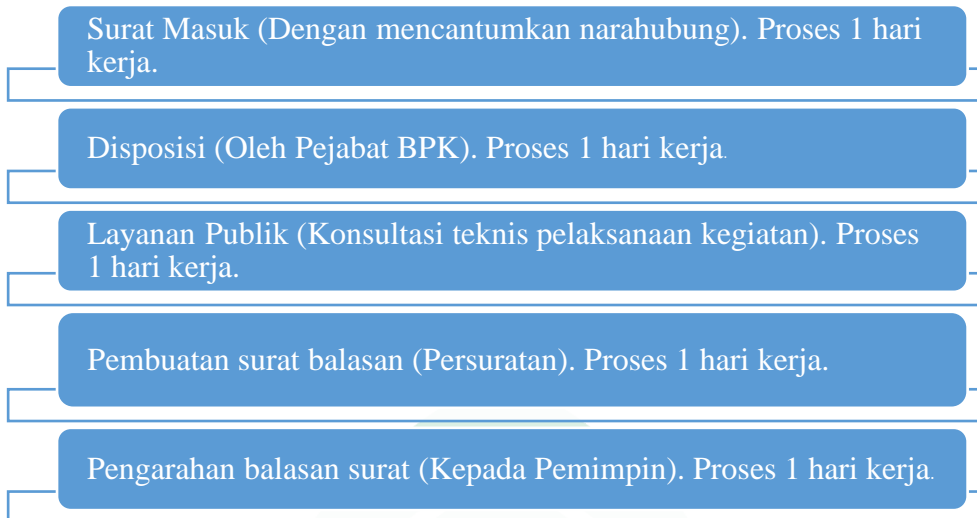 Surat Masuk (Dengan mencantumkan narahubung). Proses 1 hari
kerja.
Disposisi (Oleh Pejabat BPK). Proses 1 hari kerja.
Layanan Publik (Konsultasi teknis pelaksanaan kegiatan). Proses
1 hari kerja.
Pembuatan surat balasan (Persuratan). Proses 1 hari kerja.
Pengarahan balasan surat (Kepada Pemimpin). Proses 1 hari kerja.